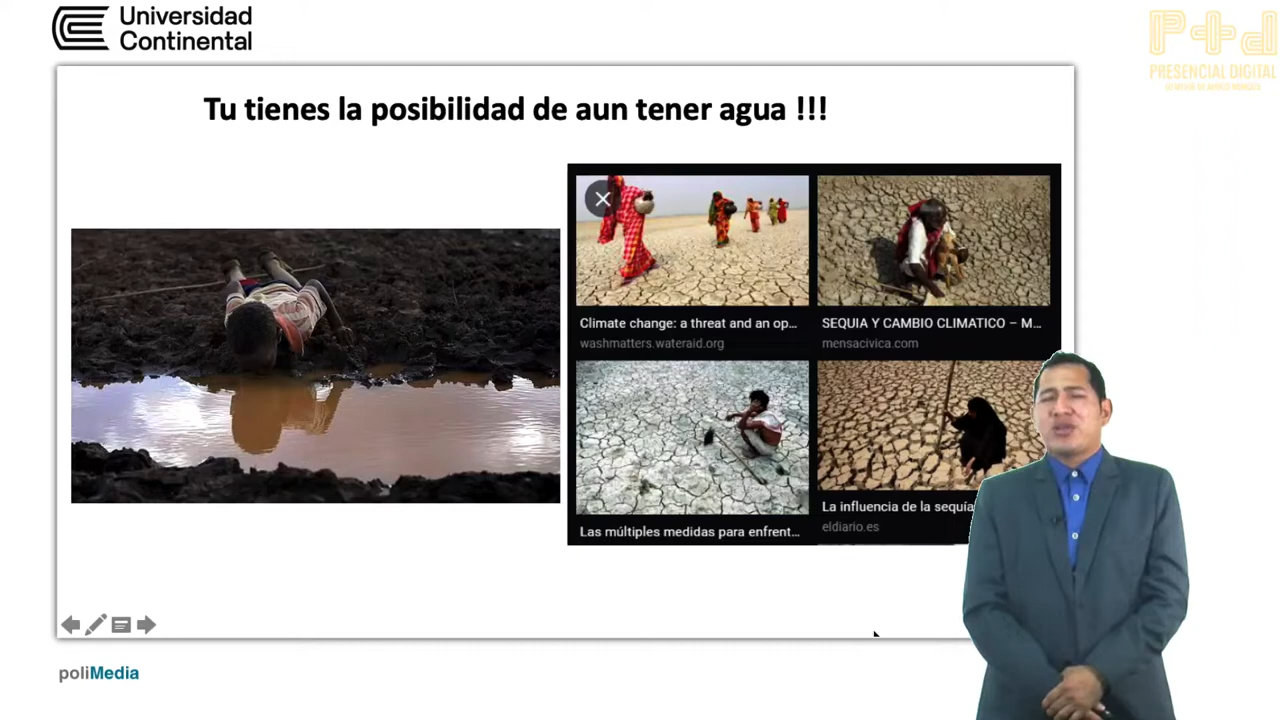 Universidad
Continental
P+d
PRESENCIAL DIGITAL
Tu tienes la posibilidad de aun tener agua !!!
Climate change: a threat and an op...
washmatters.wateraid.org
SEQUIA Y CAMBIO CLIMATICO – M...
mensacivica.com
Las múltiples medidas para enfrent...
La influencia de la sequía
eldiario.es
poliMedia